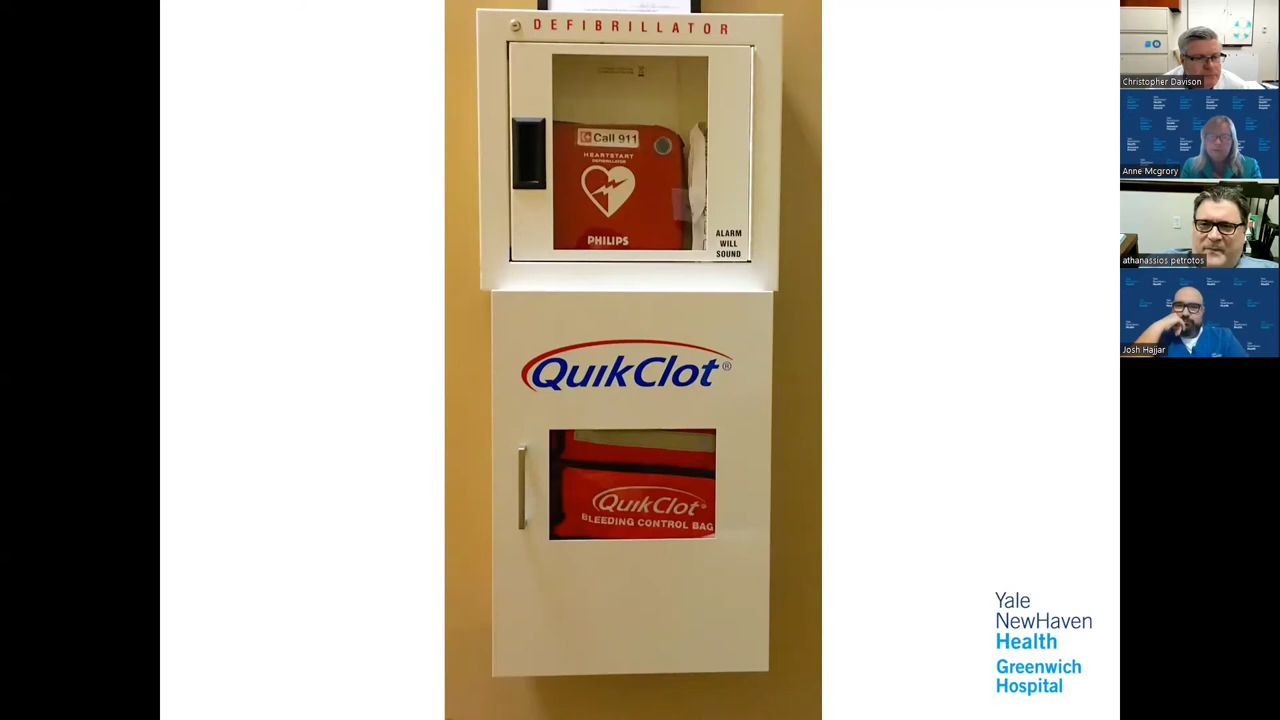 DEFIBRILLATOR
Call 911
HEARTSTART
DEFIBRILLATOR
PHILIPS
ALARM
WILL
SOUND
QuikClot®
QuikClot®
BLEEDING CONTROL BAG
Yale
NewHaven
Health
Greenwich
Hospital
Christopher Davison
Anne Mcgrory
athanassios petrotos
Josh Hajjar